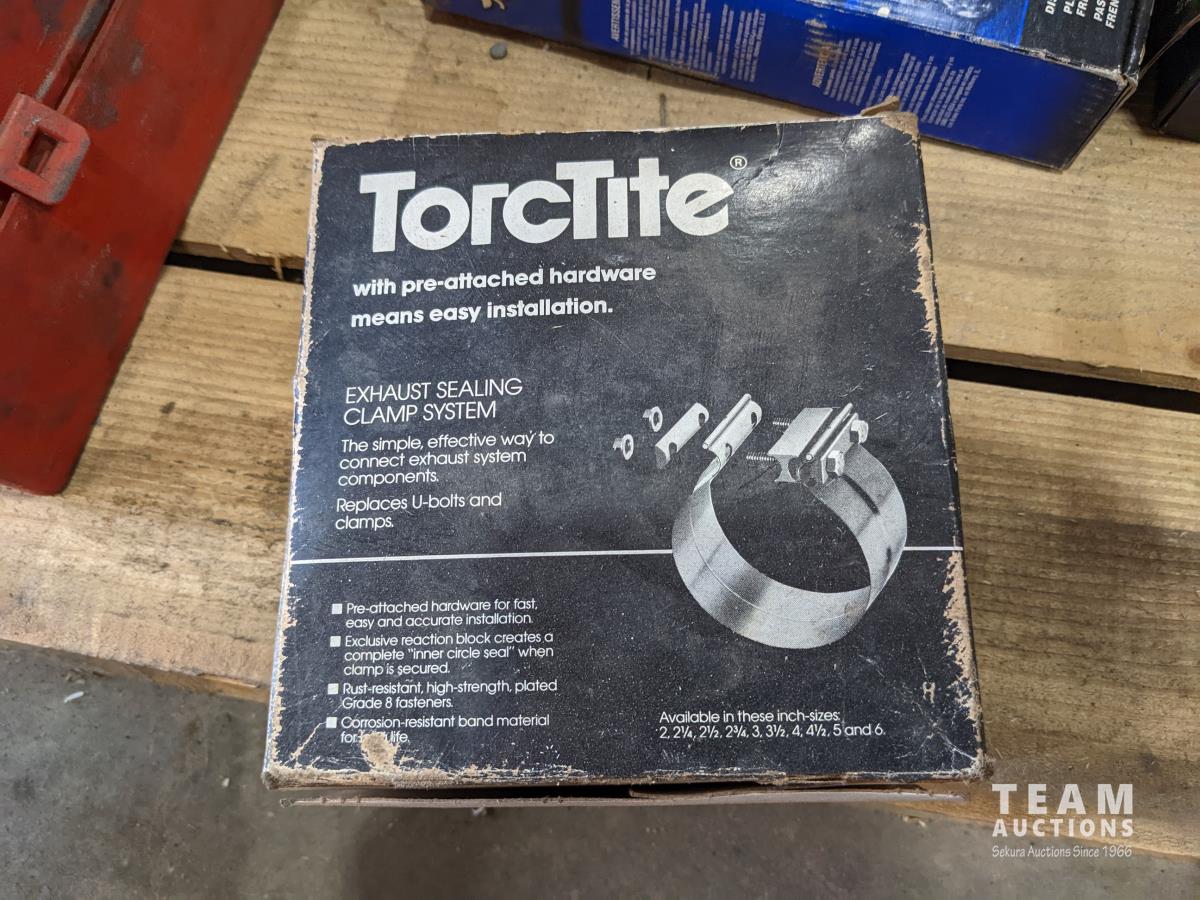 TorcTite®
with pre-attached hardware
means easy installation.
EXHAUST SEALING
CLAMP SYSTEM
The simple, effective way to
connect exhaust system
components.
Replaces U-bolts and
clamps.
■ Pre-attached hardware for fast,
easy and accurate installation.
■ Exclusive reaction block creates a
complete "inner circle seal" when
clamp is secured.
■ Rust-resistant, high-strength, plated
Grade 8 fasteners.
■ Corrosion-resistant band material
for life.
Available in these inch-sizes:
2, 2¼, 2½, 2¾, 3, 3½, 4, 4½, 5 and 6.
TEAM
AUCTIONS
Sekura Auctions Since 1966